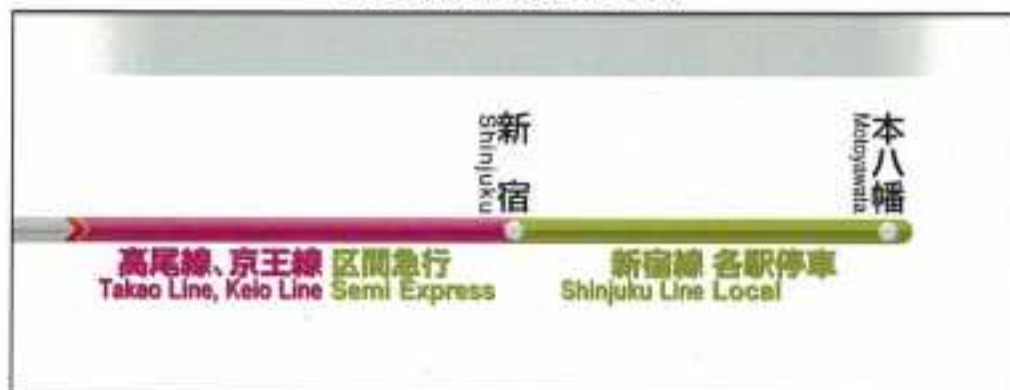 新宿
Shinjuku
本八幡
Motoyawata
高尾線、京王線 区間急行
Takao Line, Keio Line Semi Express
新宿線 各駅停車
Shinjuku Line Local